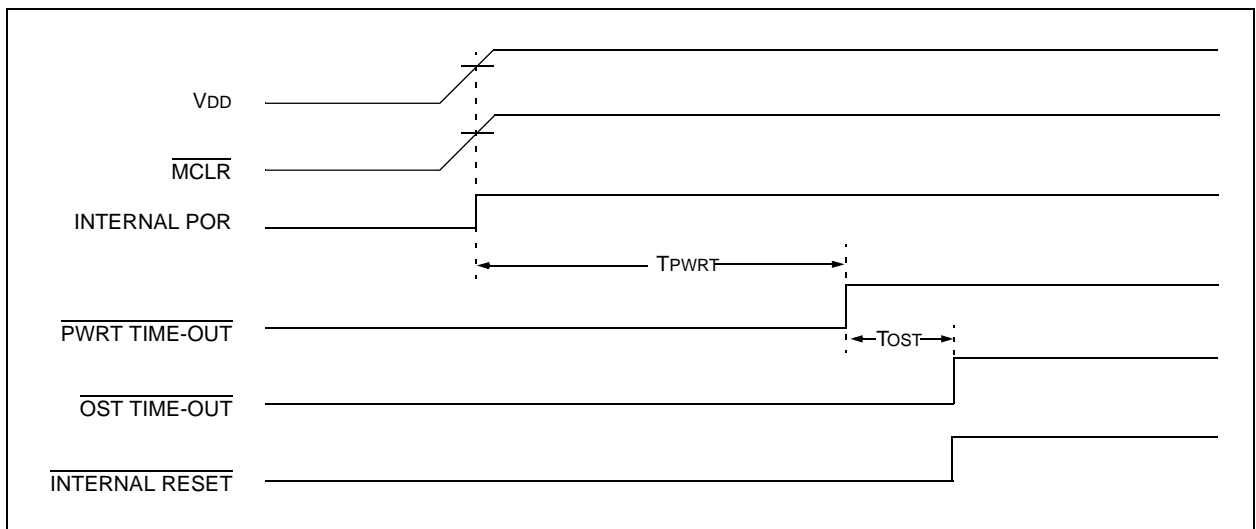 VDD
MCLR
INTERNAL POR
TPWRT
PWRT TIME-OUT
TOST
OST TIME-OUT
INTERNAL RESET